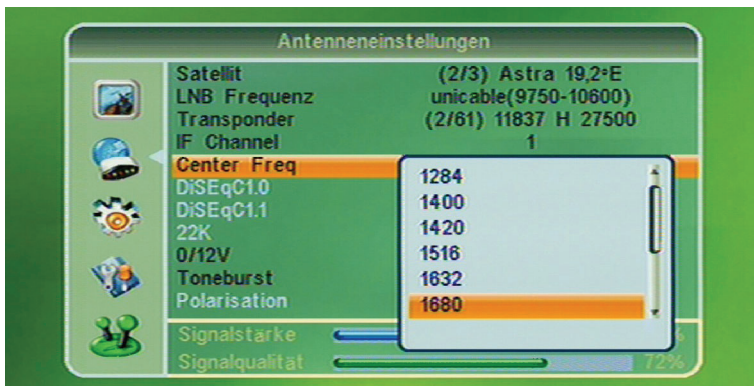 Antenneneinstellungen
Satellit (2/3) Astra 19,2°E
LNB Frequenz unicable(9750-10600)
Transponder (2/61) 11837 H 27500
IF Channel 1
Center Freq
DiSEqC1.0
DiSEqC1.1
22K
0/12V
Toneburst
Polarisation
1284
1400
1420
1516
1632
1680
Signalstärke %
Signalqualität 72%